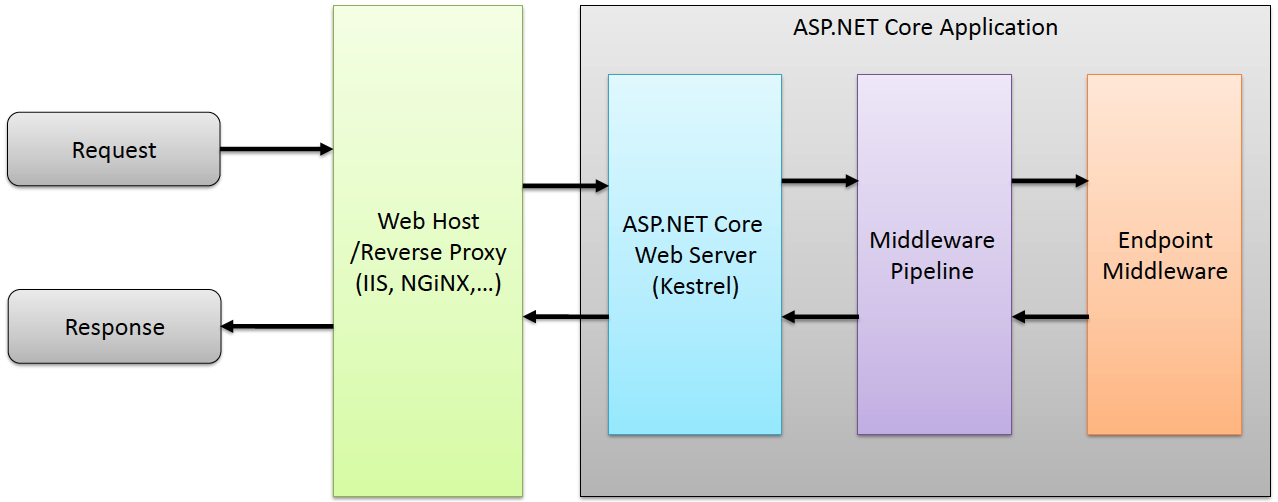 ASP.NET Core Application
Request
Web Host
/Reverse Proxy
(IIS, NGiNX,...)
ASP.NET Core
Web Server
(Kestrel)
Middleware
Pipeline
Endpoint
Middleware
Response